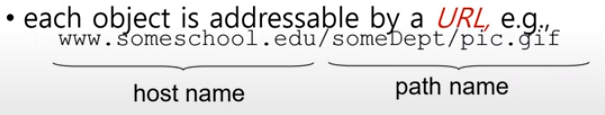 • each object is addressable by a URL, e.g.,
www.someschool.edu/someDept/pic.gif
host name
path name